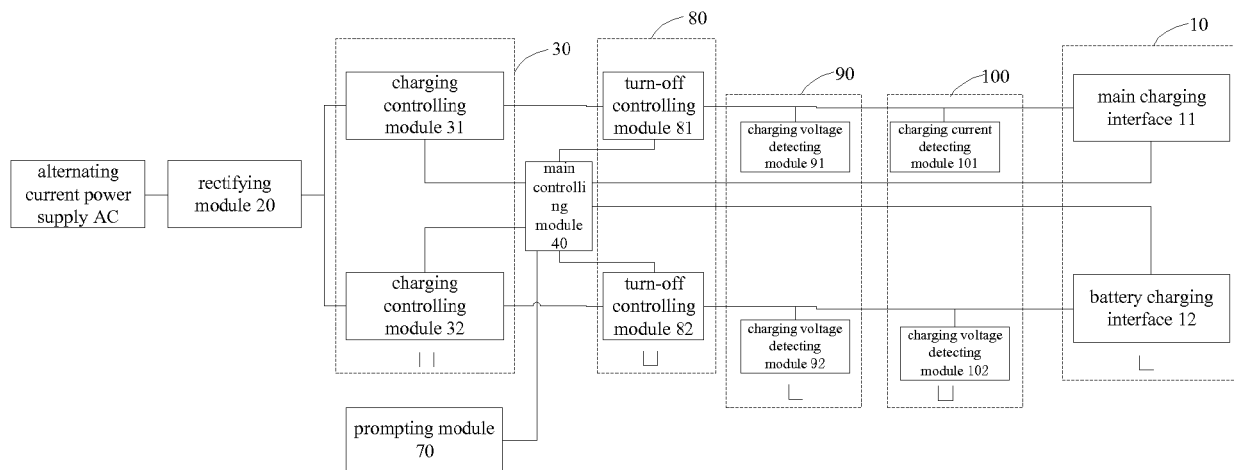 80
30
10
90
100
charging
controlling
module 31
turn-off
controlling
module 81
main charging
interface 11
charging voltage
detecting
module 91
charging current
detecting
module 101
alternating
current power
supply AC
rectifying
module 20
main
controlli
ng
module
40
charging
controlling
module 32
turn-off
controlling
module 82
battery charging
interface 12
charging voltage
detecting
module 92
charging voltage
detecting
module 102
prompting module
70